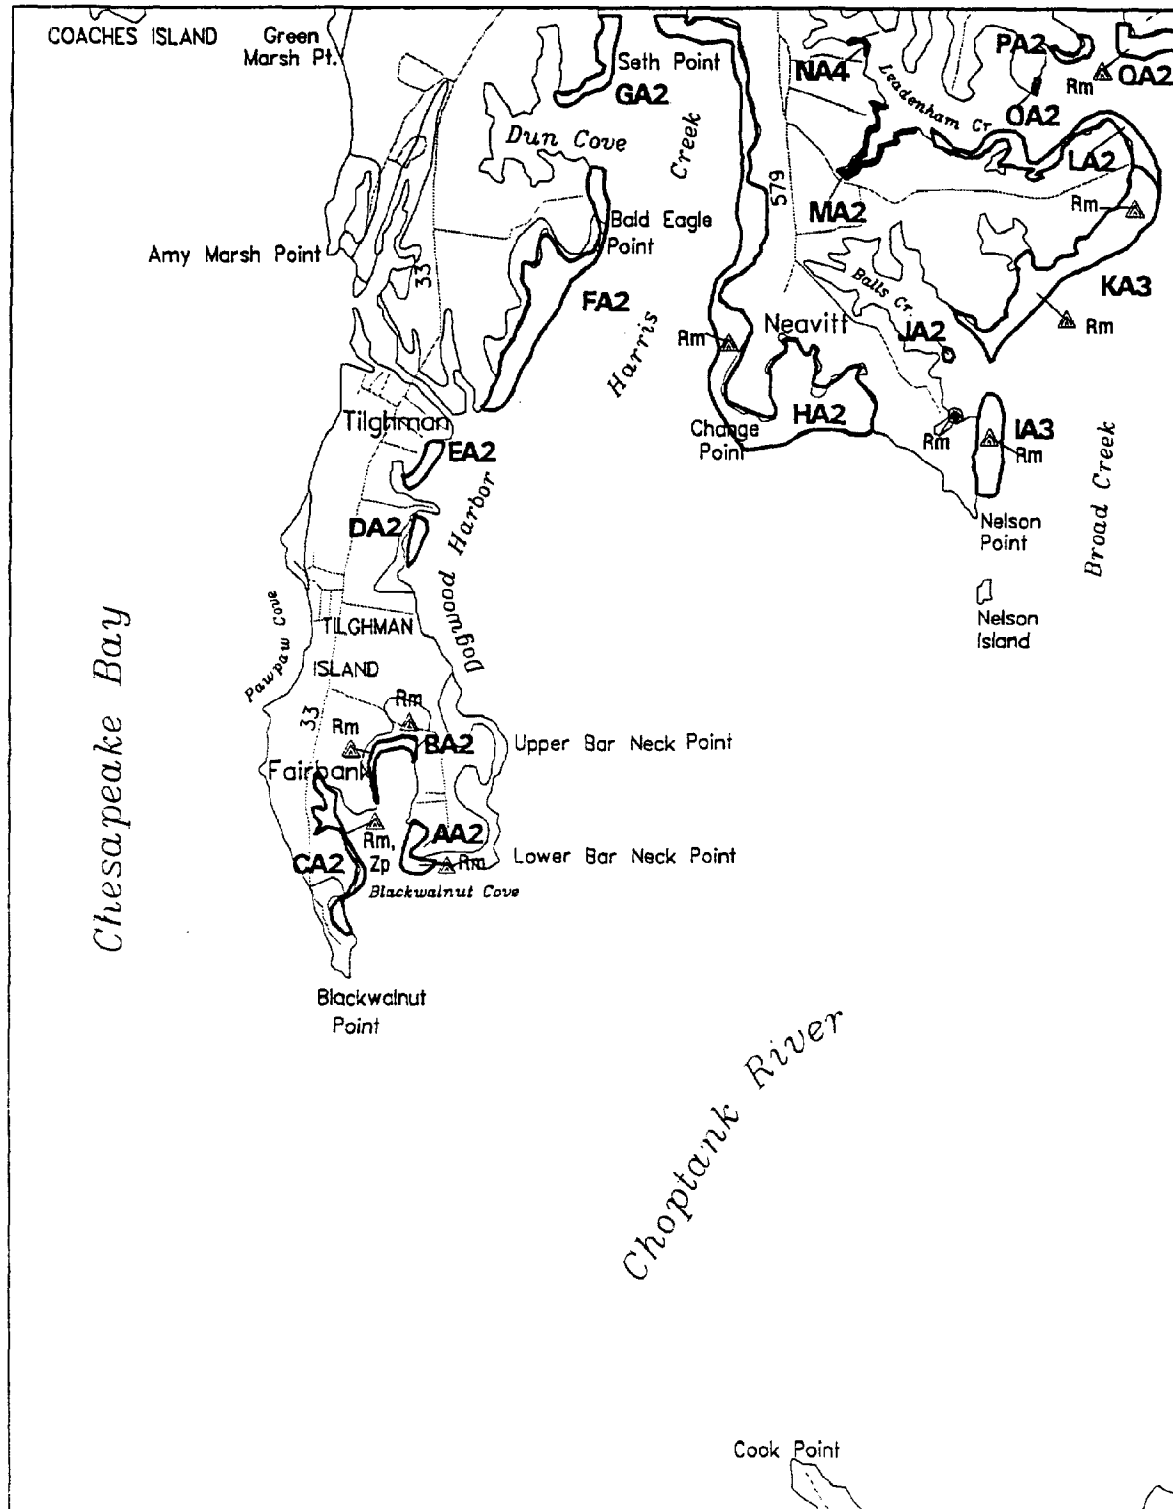 COACHES ISLAND
Green
Marsh Pt.
Seth Point
GA2
NA4
Leadenham Cr
PA2
Rm
QA2
OA2
Dun Cove
Creek
LA2
579
MA2
Rm
Bald Eagle
Point
Amy Marsh Point
33
FA2
Balls Cr.
KA3
Rm
Harris
Rm
Neavitt
JA2
Tilghman
HA2
Change
Point
Rm
IA3
Rm
EA2
Broad Creek
DA2
Dogwood Harbor
Nelson
Point
Nelson
Island
Pawpaw Cove
TILGHMAN
ISLAND
Chesapeake Bay
33
Rm
Rm
BA2
Upper Bar Neck Point
Fairbank
AA2
Rm,
Zp
CA2
Rm
Lower Bar Neck Point
Blackwalnut Cove
Blackwalnut
Point
Choptank River
Cook Point